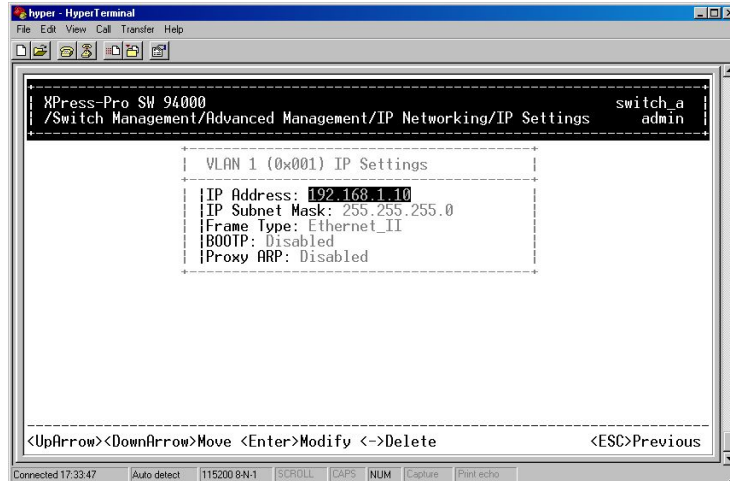 hyper - HyperTerminal
File Edit View Call Transfer Help
XPress-Pro SW 94000 switch_a
/Switch Management/Advanced Management/IP Networking/IP Settings admin
VLAN 1 (0x001) IP Settings
IP Address: 192.168.1.10
IP Subnet Mask: 255.255.255.0
Frame Type: Ethernet_II
BOOTP: Disabled
Proxy ARP: Disabled
<UpArrow><DownArrow>Move <Enter>Modify <->Delete <ESC>Previous
Connected 17:33:47 Auto detect 115200 8-N-1 SCROLL CAPS NUM Capture Print echo